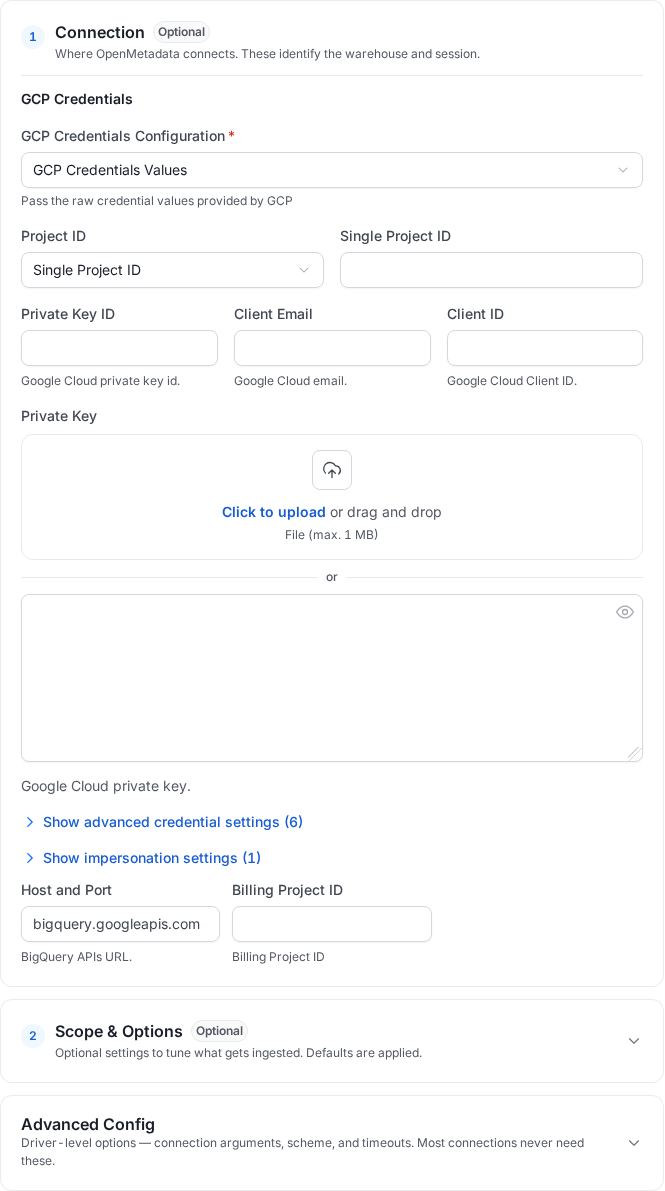 1 Connection Optional
Where OpenMetadata connects. These identify the warehouse and session.
GCP Credentials
GCP Credentials Configuration *
GCP Credentials Values
Pass the raw credential values provided by GCP
Project ID Single Project ID
Single Project ID
Private Key ID Client Email Client ID
Google Cloud private key id. Google Cloud email. Google Cloud Client ID.
Private Key
Click to upload or drag and drop
File (max. 1 MB)
or
Google Cloud private key.
Show advanced credential settings (6)
Show impersonation settings (1)
Host and Port Billing Project ID
bigquery.googleapis.com
BigQuery APIs URL. Billing Project ID
2 Scope & Options Optional
Optional settings to tune what gets ingested. Defaults are applied.
Advanced Config
Driver-level options — connection arguments, scheme, and timeouts. Most connections never need
these.